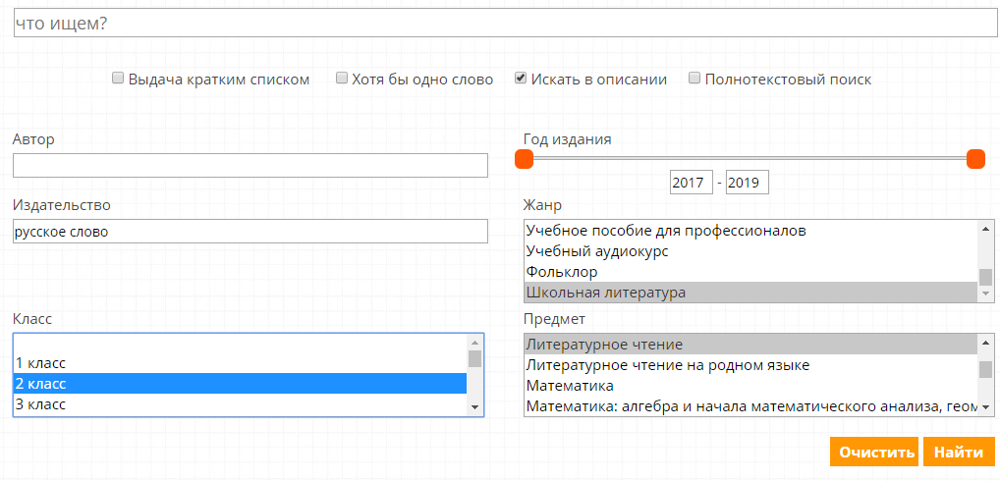 что ищем?
Выдача кратким списком Хотя бы одно слово Искать в описании Полнотекстовый поиск
Автор
Год издания
2017 - 2019
Издательство
русское слово
Жанр
Учебное пособие для профессионалов
Учебный аудиокурс
Фольклор
Школьная литература
Класс
1 класс
2 класс
3 класс
Предмет
Литературное чтение
Литературное чтение на родном языке
Математика
Математика: алгебра и начала математического анализа, геом
Очистить Найти